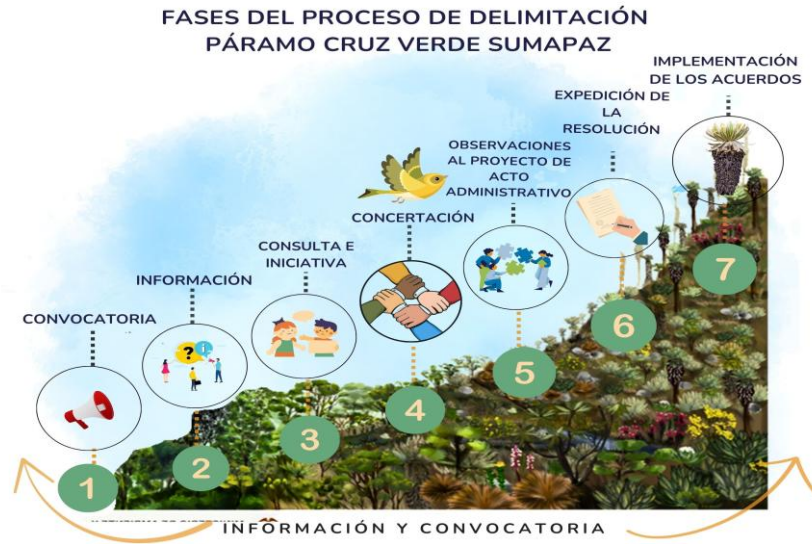 FASES DEL PROCESO DE DELIMITACIÓN
PÁRAMO CRUZ VERDE SUMAPAZ
CONVOCATORIA
1
INFORMACIÓN
2
CONSULTA E
INICIATIVA
3
CONCERTACIÓN
4
OBSERVACIONES
AL PROYECTO DE
ACTO
ADMINISTRATIVO
5
EXPEDICIÓN DE
LA
RESOLUCIÓN
6
IMPLEMENTACIÓN
DE LOS ACUERDOS
7
?
i
INFORMACIÓN Y CONVOCATORIA